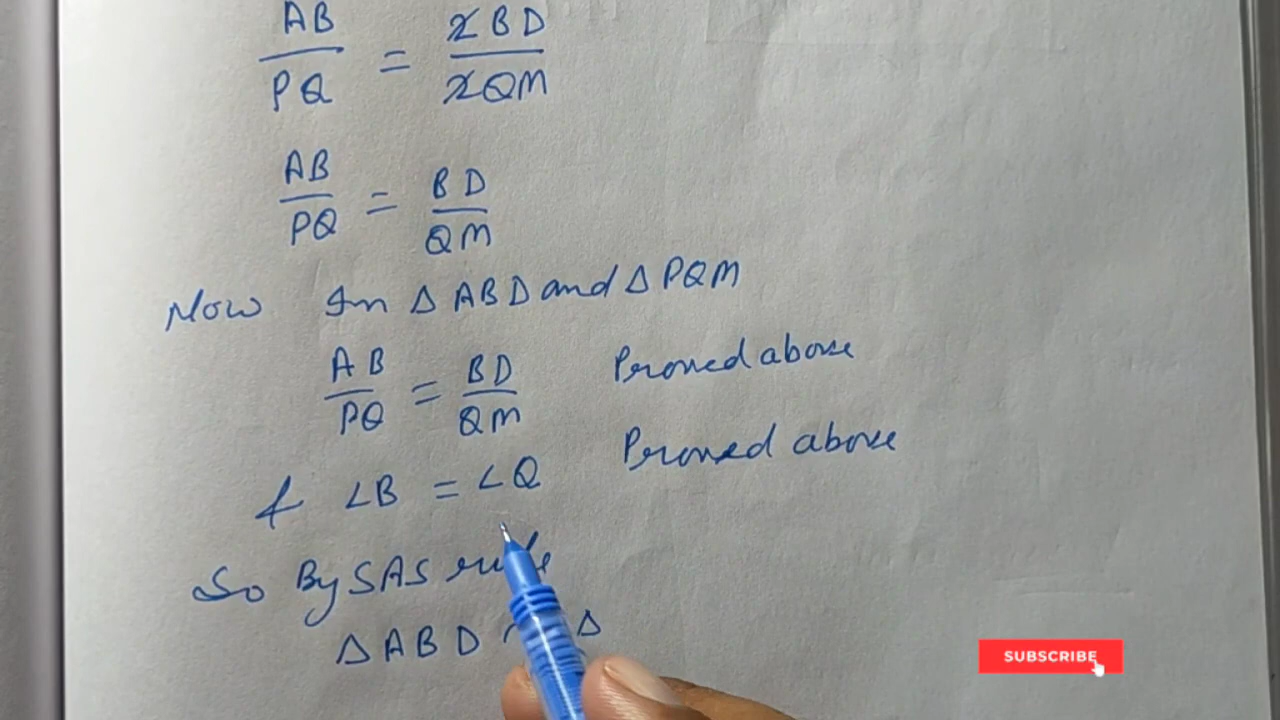 AB/PQ = 2BD/2QM
AB/PQ = BD/QM
Now In Δ ABD and Δ PQM
AB/PQ = BD/QM Proved above
& ∠B = ∠Q Proved above
So By SAS rule
Δ ABD ~ Δ
SUBSCRIBE